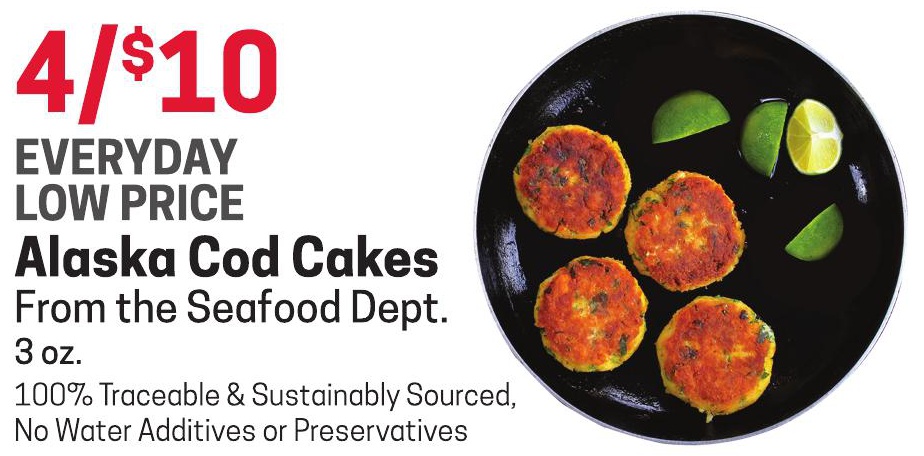 4/$10
EVERYDAY
LOW PRICE
Alaska Cod Cakes
From the Seafood Dept.
3 oz.
100% Traceable & Sustainably Sourced,
No Water Additives or Preservatives